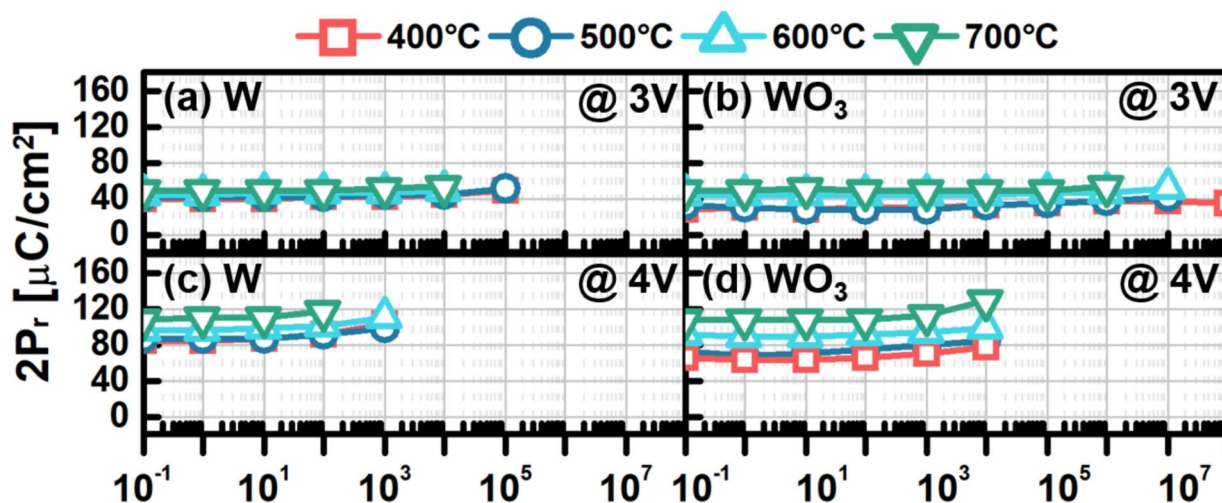 400°C 500°C 600°C 700°C
2Pr [μC/cm²]
160 (a) W @ 3V (b) WO₃ @ 3V
120
80
40
0
160 (c) W @ 4V (d) WO₃ @ 4V
120
80
40
0
10⁻¹ 10¹ 10³ 10⁵ 10⁷ 10⁻¹ 10¹ 10³ 10⁵ 10⁷